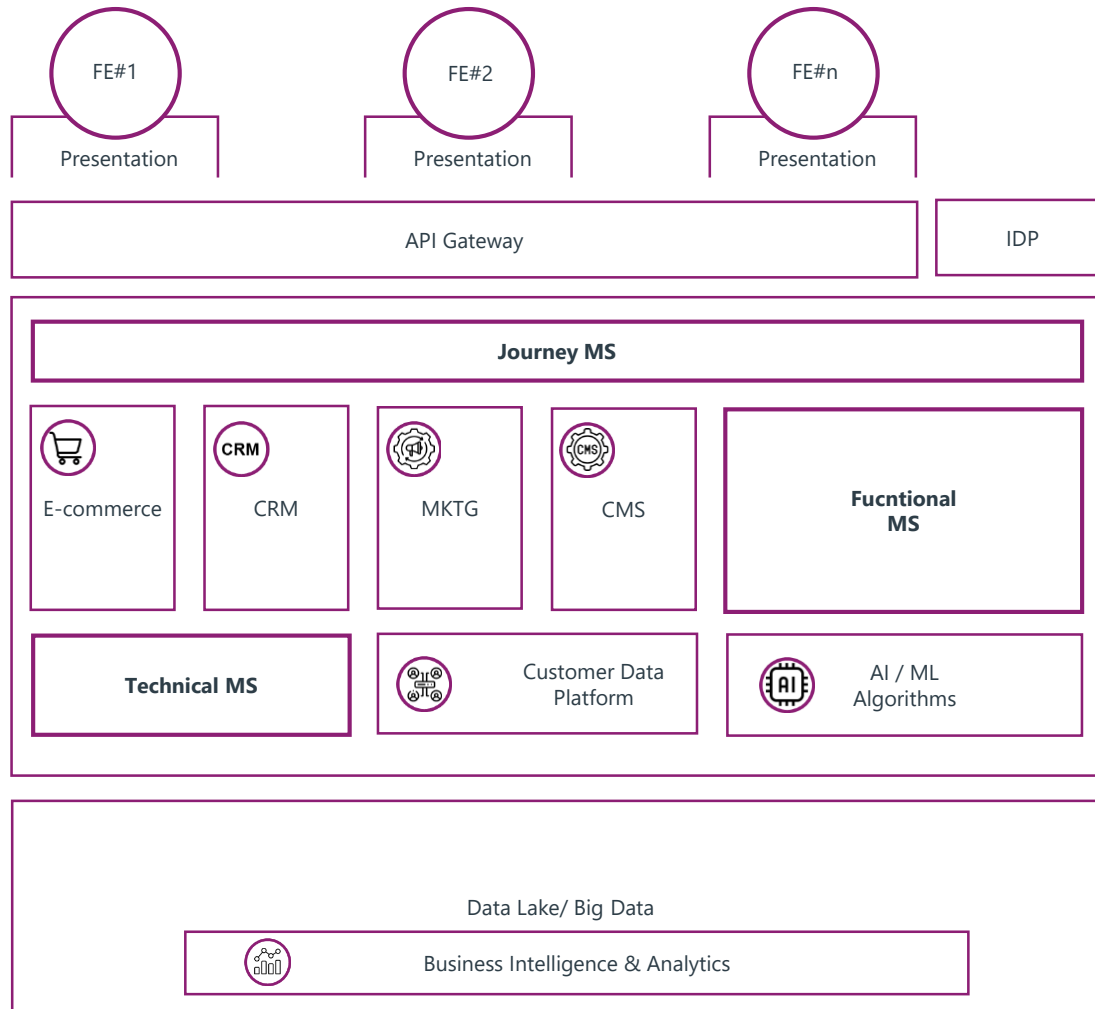 FE#1
FE#2
FE#n
Presentation
Presentation
Presentation
API Gateway
IDP
Journey MS
CRM
CMS
E-commerce
CRM
MKTG
CMS
Fucntional
MS
Technical MS
Customer Data
Platform
AI
AI / ML
Algorithms
Data Lake/ Big Data
Business Intelligence & Analytics